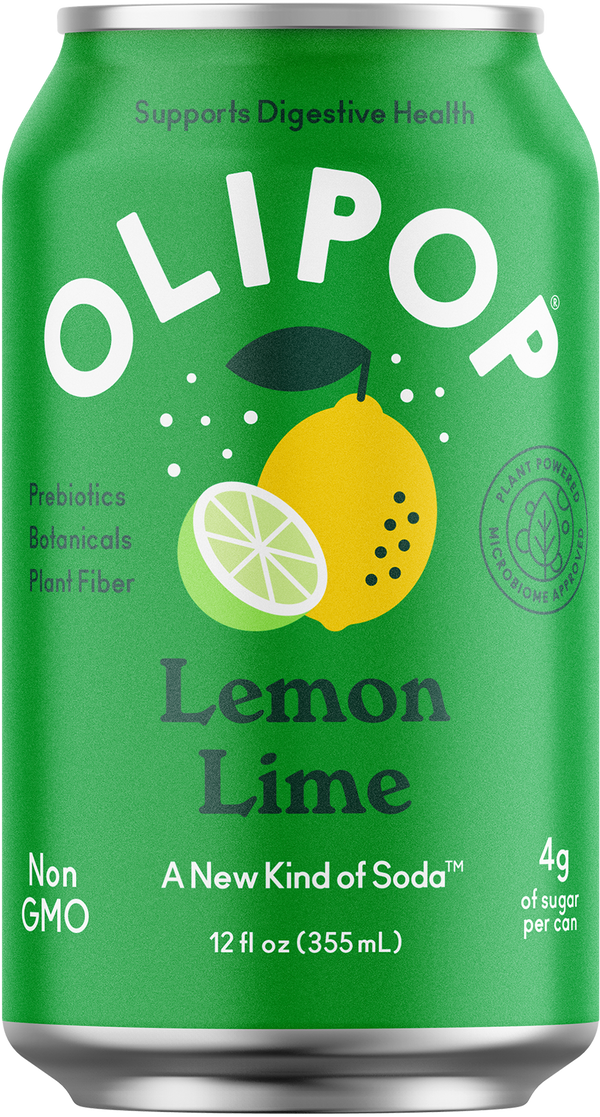 Supports Digestive Health
OLIPOP®
Prebiotics
Botanicals
Plant Fiber
PLANT POWERED
MICROBIOME APPROVED
Lemon
Lime
Non
GMO
A New Kind of Soda™
12 fl oz (355 mL)
4g
of sugar
per can